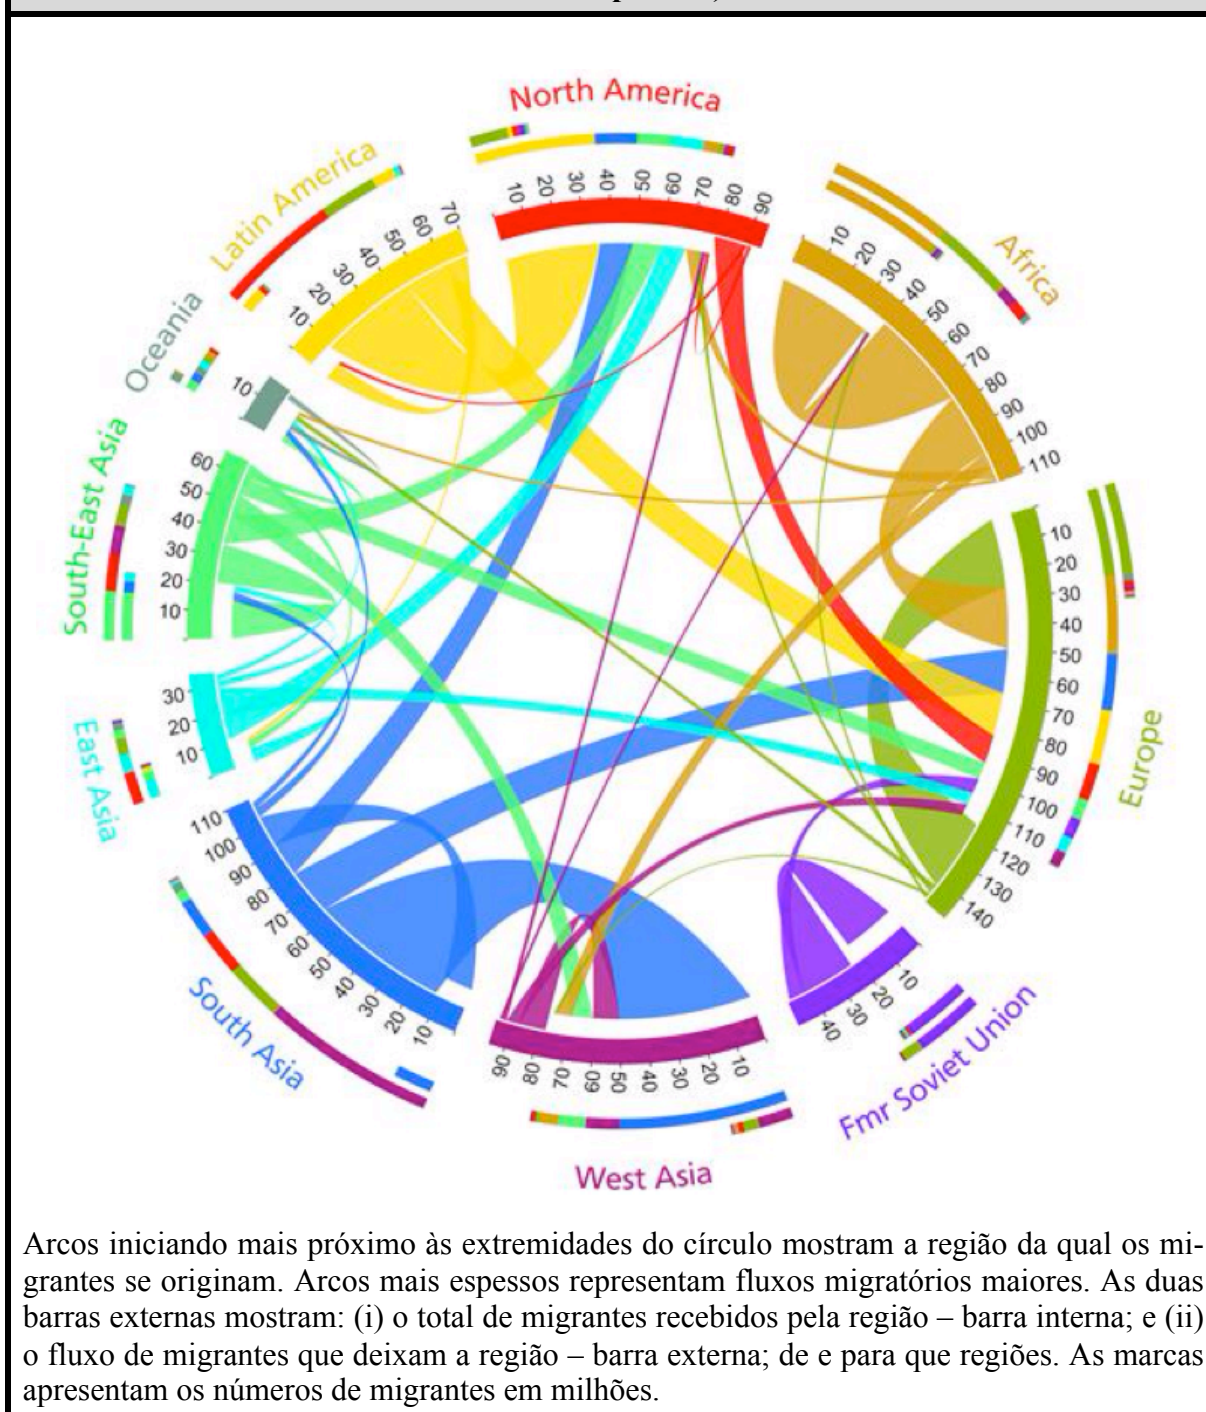 North America
10 20 30 40 50 60 70 80 90
Latin America
10 20 30 40 50 60 70
Africa
10 20 30 40 50 60 70 80 90 100 110
Oceania
10
South-East Asia
60 50 40 30 20 10
Europe
10 20 30 40 50 60 70 80 90 100 110 120 130 140
East Asia
30 20 10
South Asia
110 100 90 80 70 60 50 40 30 20 10
West Asia
90 80 70 60 50 40 30 20 10
Fmr Soviet Union
10 20 30 40
Arcos iniciando mais próximo às extremidades do círculo mostram a região da qual os mi-
grantes se originam. Arcos mais espessos representam fluxos migratórios maiores. As duas
barras externas mostram: (i) o total de migrantes recebidos pela região – barra interna; e (ii)
o fluxo de migrantes que deixam a região – barra externa; de e para que regiões. As marcas
apresentam os números de migrantes em milhões.